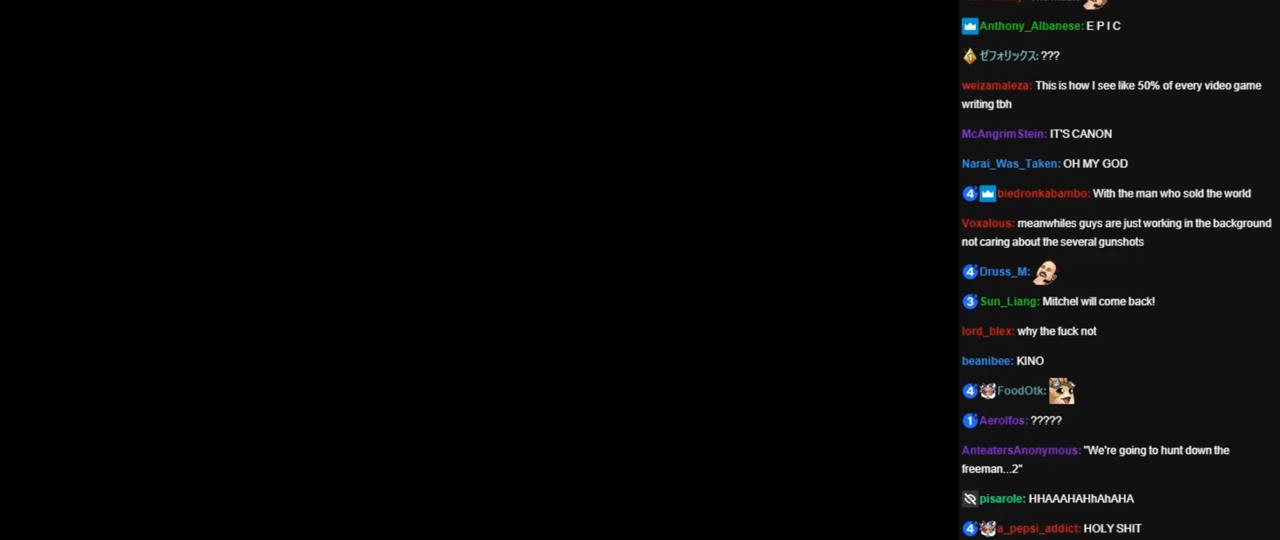 Anthony_Albanese: E P I C
ゼフォリックス: ???
weizamaleza: This is how I see like 50% of every video game
writing tbh
McAngrimStein: IT'S CANON
Narai_Was_Taken: OH MY GOD
4 biedronkabambo: With the man who sold the world
Voxalous: meanwhiles guys are just working in the background
not caring about the several gunshots
4 Druss_M:
3 Sun_Liang: Mitchel will come back!
lord_blex: why the fuck not
beanibee: KINO
4 FoodOtk:
1 Aerolfos: ?????
AnteatersAnonymous: "We're going to hunt down the
freeman...2"
pisarole: HHAAAHAHhAhAHA
4 a_pepsi_addict: HOLY SHIT